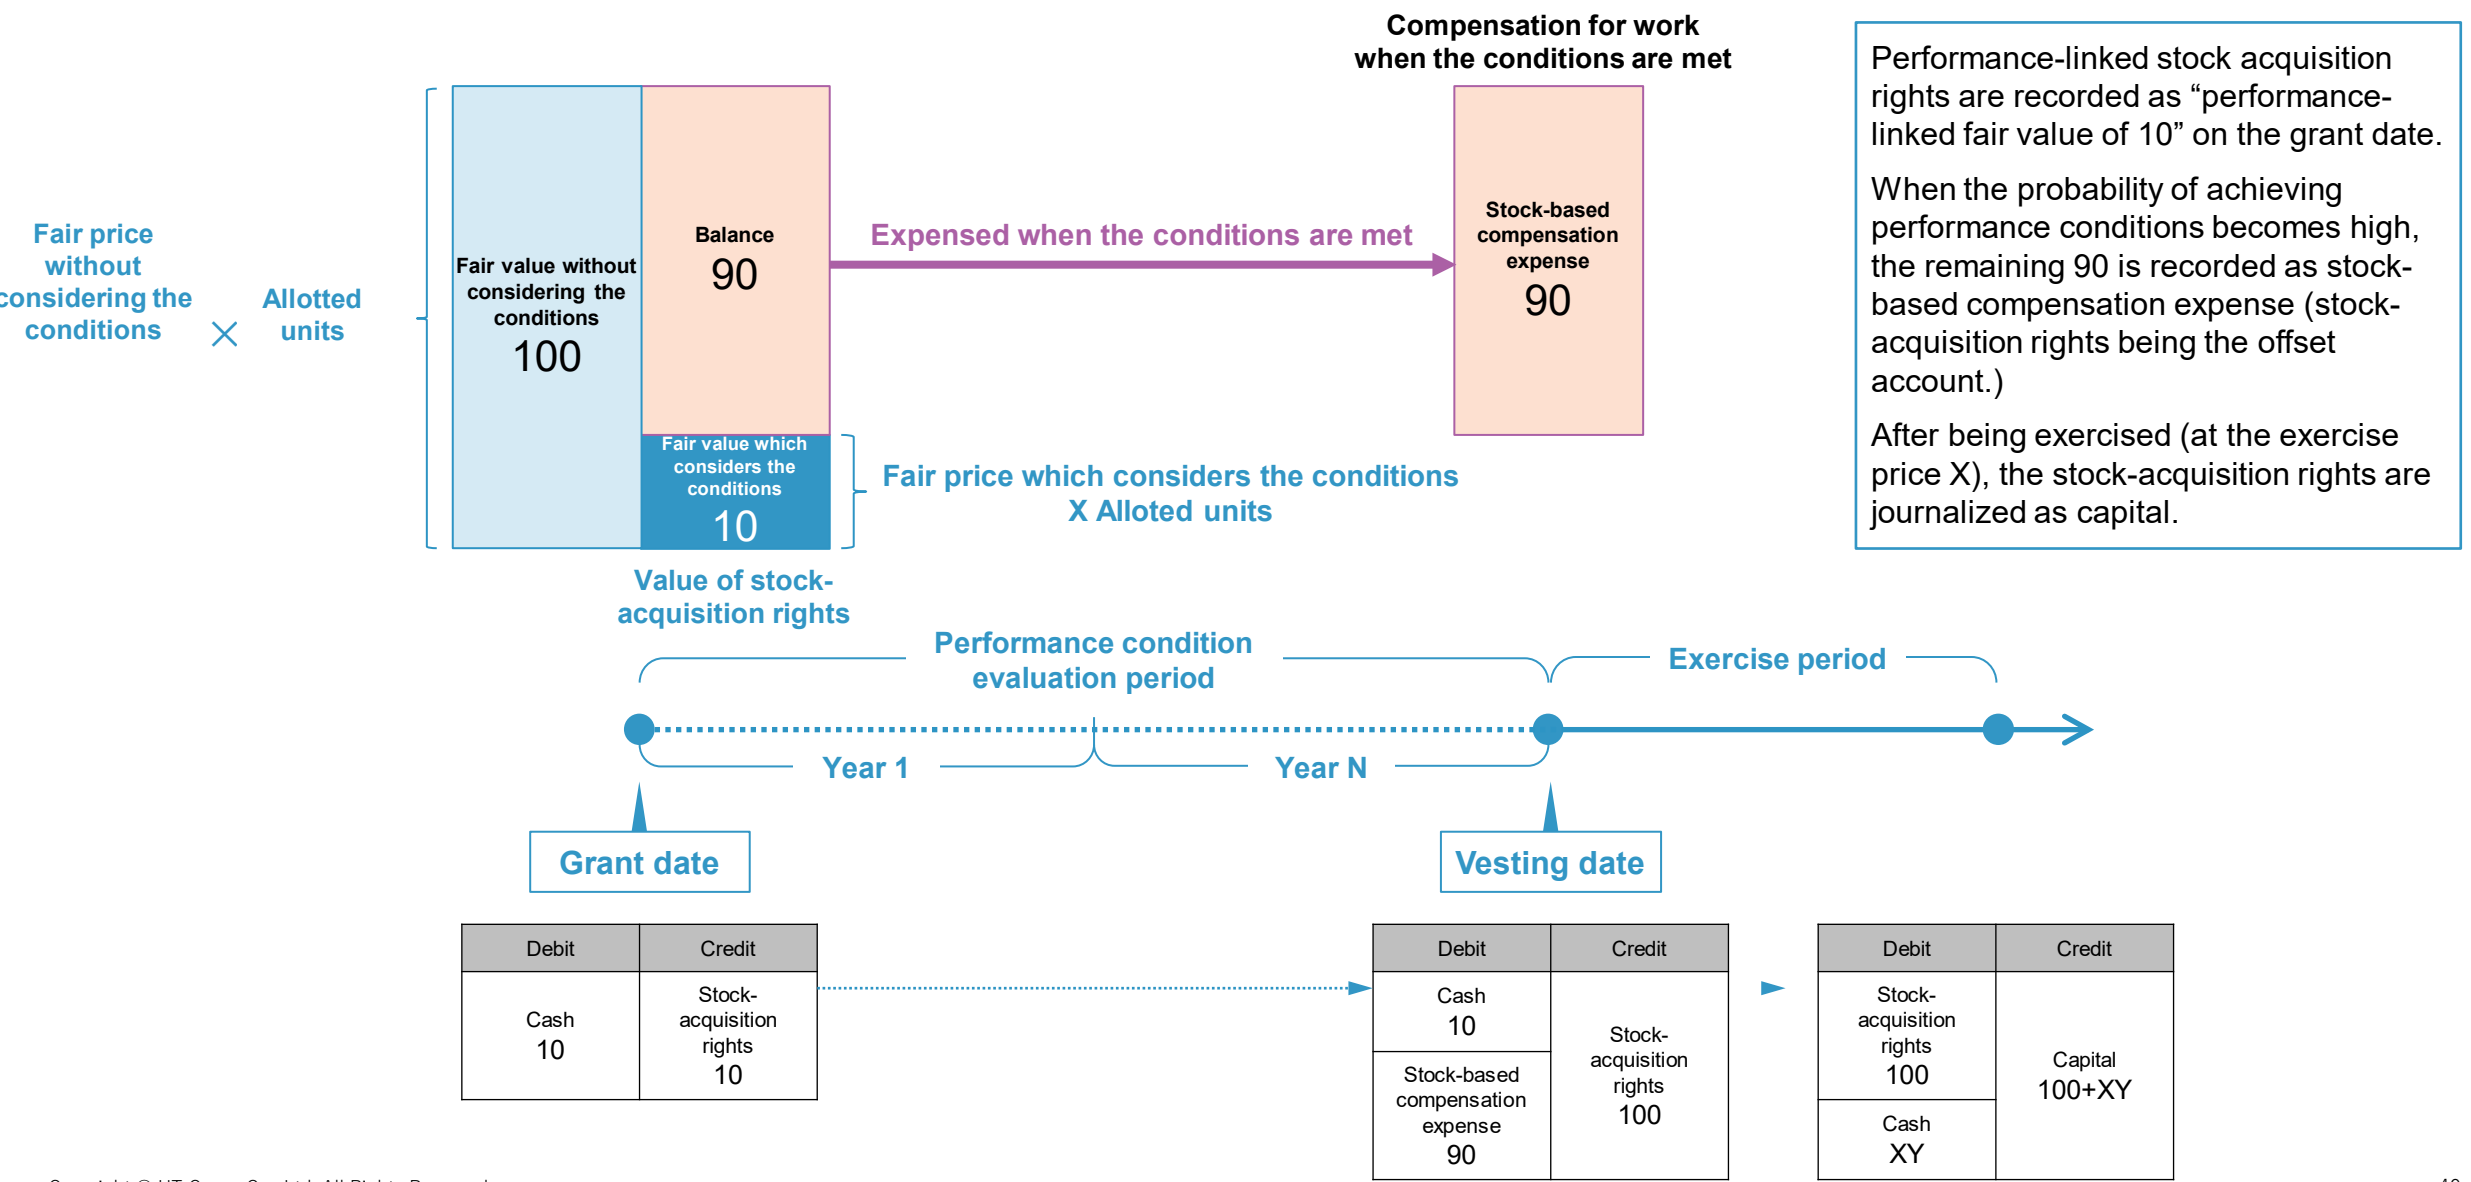 Compensation for work
when the conditions are met
Fair price
without
considering the
conditions
×
Allotted
units
Fair value without
considering the
conditions
100
Balance
90
Expensed when the conditions are met
Stock-based
compensation
expense
90
Fair value which
considers the
conditions
10
Fair price which considers the conditions
X Alloted units
Value of stock-
acquisition rights
Performance-linked stock acquisition
rights are recorded as “performance-
linked fair value of 10” on the grant date.
When the probability of achieving
performance conditions becomes high,
the remaining 90 is recorded as stock-
based compensation expense (stock-
acquisition rights being the offset
account.)
After being exercised (at the exercise
price X), the stock-acquisition rights are
journalized as capital.
Performance condition
evaluation period
Exercise period
Year 1
Year N
Grant date
Vesting date
Debit
Credit
Cash
10
Stock-
acquisition
rights
10
Debit
Credit
Cash
10
Stock-based
compensation
expense
90
Stock-
acquisition
rights
100
Debit
Credit
Stock-
acquisition
rights
100
Cash
XY
Capital
100+XY